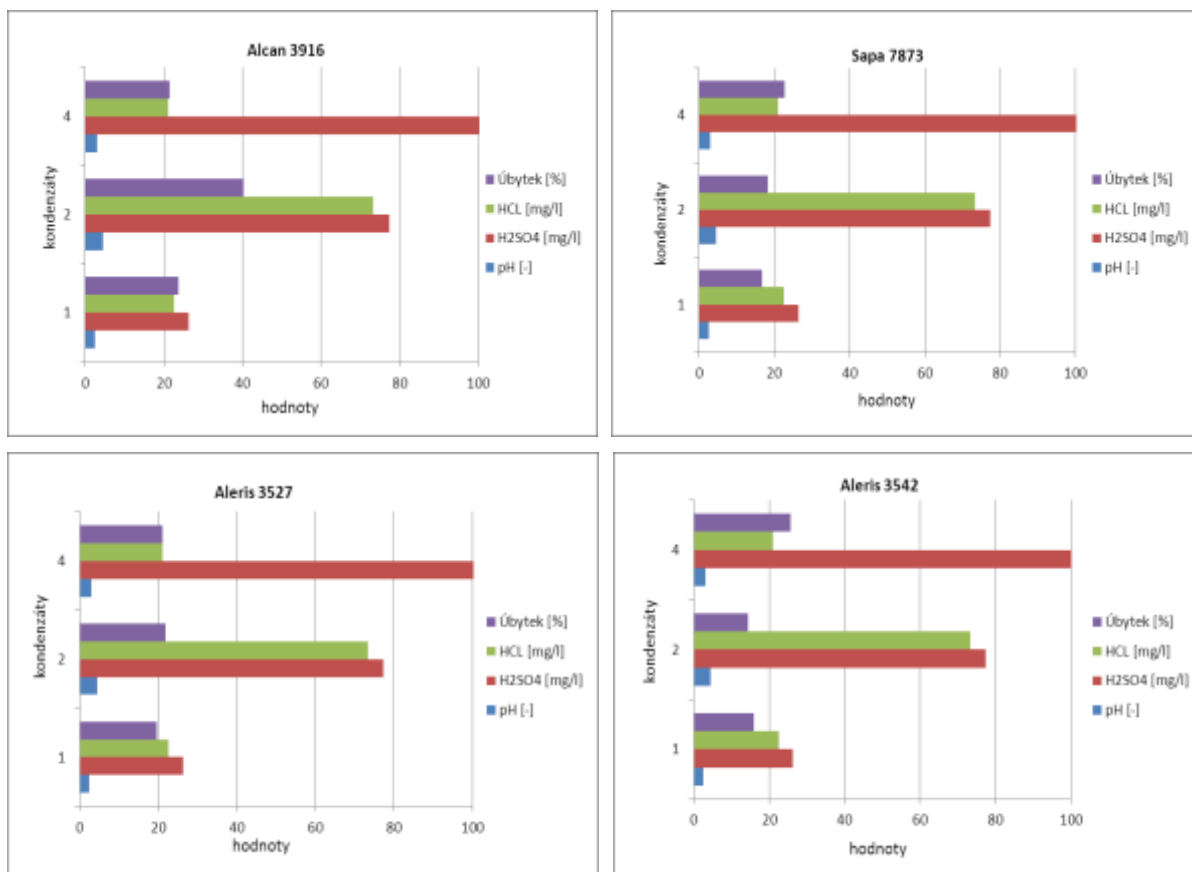 Alcan 3916
kondenzáty
4
2
1
0 20 40 60 80 100
hodnoty
Úbytek [%]
HCL [mg/l]
H2SO4 [mg/l]
pH [-]
Sapa 7873
kondenzáty
4
2
1
0 20 40 60 80 100
hodnoty
Úbytek [%]
HCL [mg/l]
H2SO4 [mg/l]
pH [-]
Aleris 3527
kondenzáty
4
2
1
0 20 40 60 80 100
hodnoty
Úbytek [%]
HCL [mg/l]
H2SO4 [mg/l]
pH [-]
Aleris 3542
kondenzáty
4
2
1
0 20 40 60 80 100
hodnoty
Úbytek [%]
HCL [mg/l]
H2SO4 [mg/l]
pH [-]